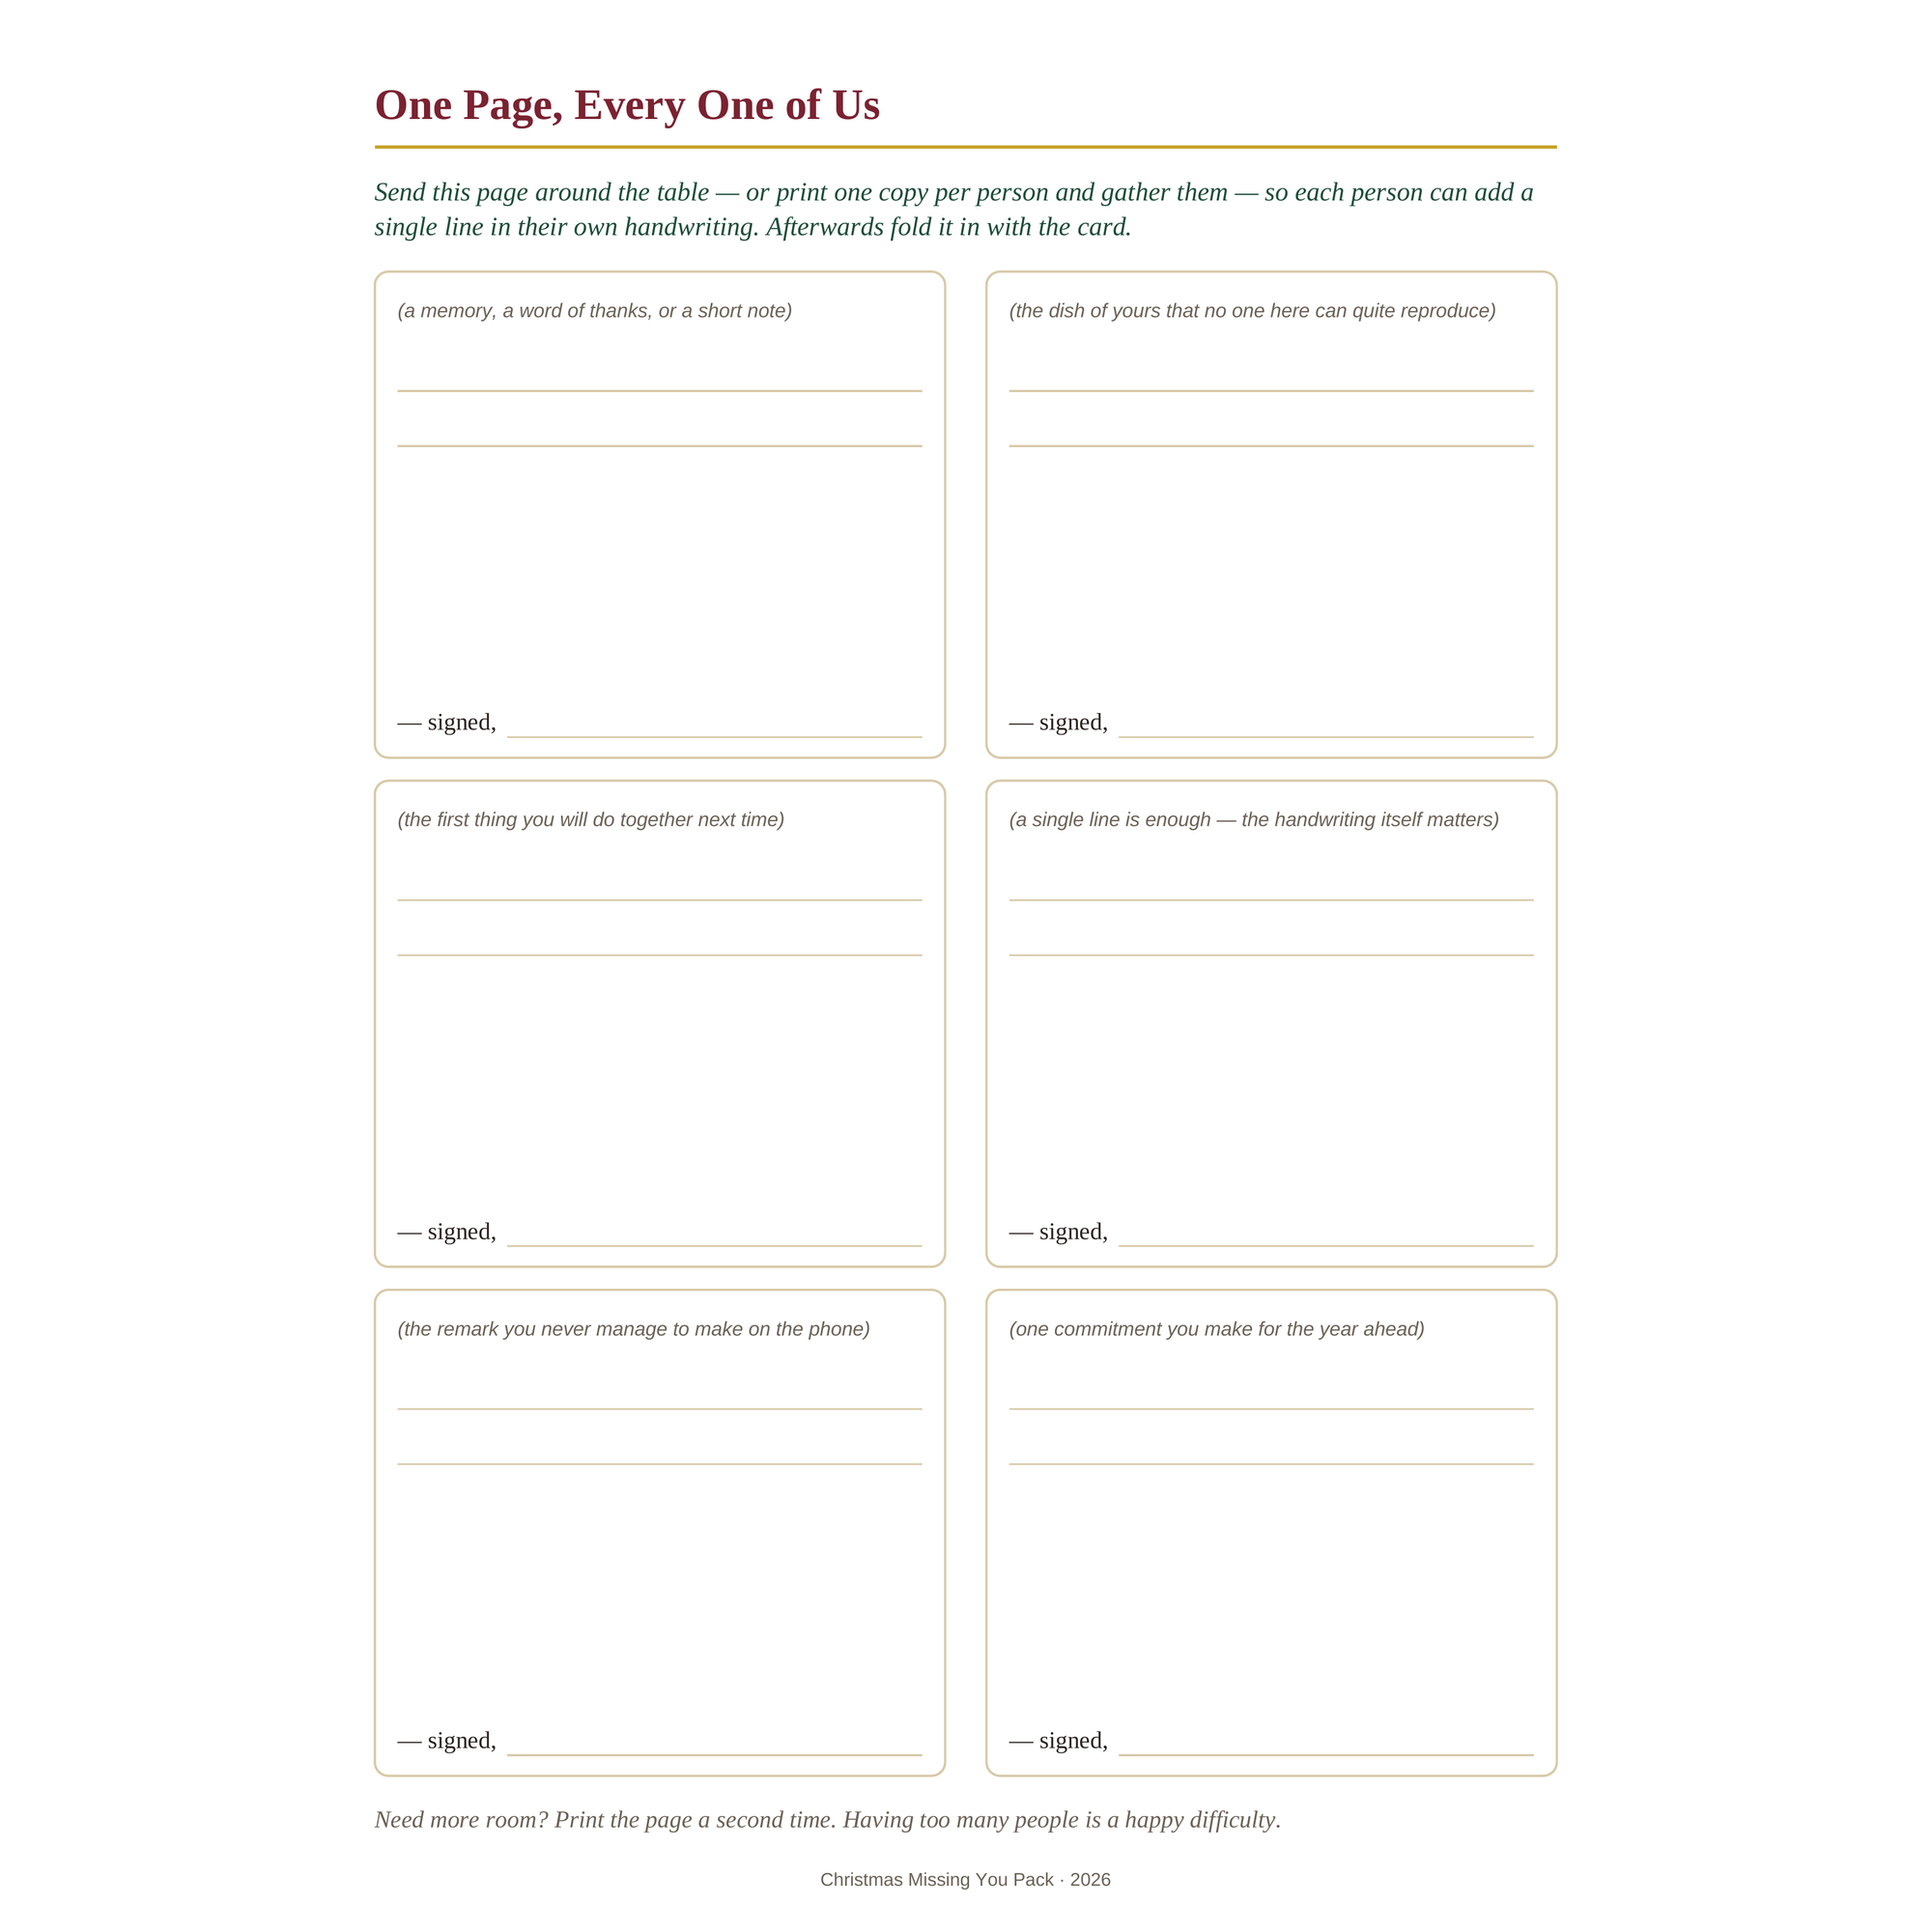 One Page, Every One of Us
Send this page around the table — or print one copy per person and gather them — so each person can add a
single line in their own handwriting. Afterwards fold it in with the card.
(a memory, a word of thanks, or a short note)
— signed,
(the dish of yours that no one here can quite reproduce)
— signed,
(the first thing you will do together next time)
— signed,
(a single line is enough — the handwriting itself matters)
— signed,
(the remark you never manage to make on the phone)
— signed,
(one commitment you make for the year ahead)
— signed,
Need more room? Print the page a second time. Having too many people is a happy difficulty.
Christmas Missing You Pack · 2026